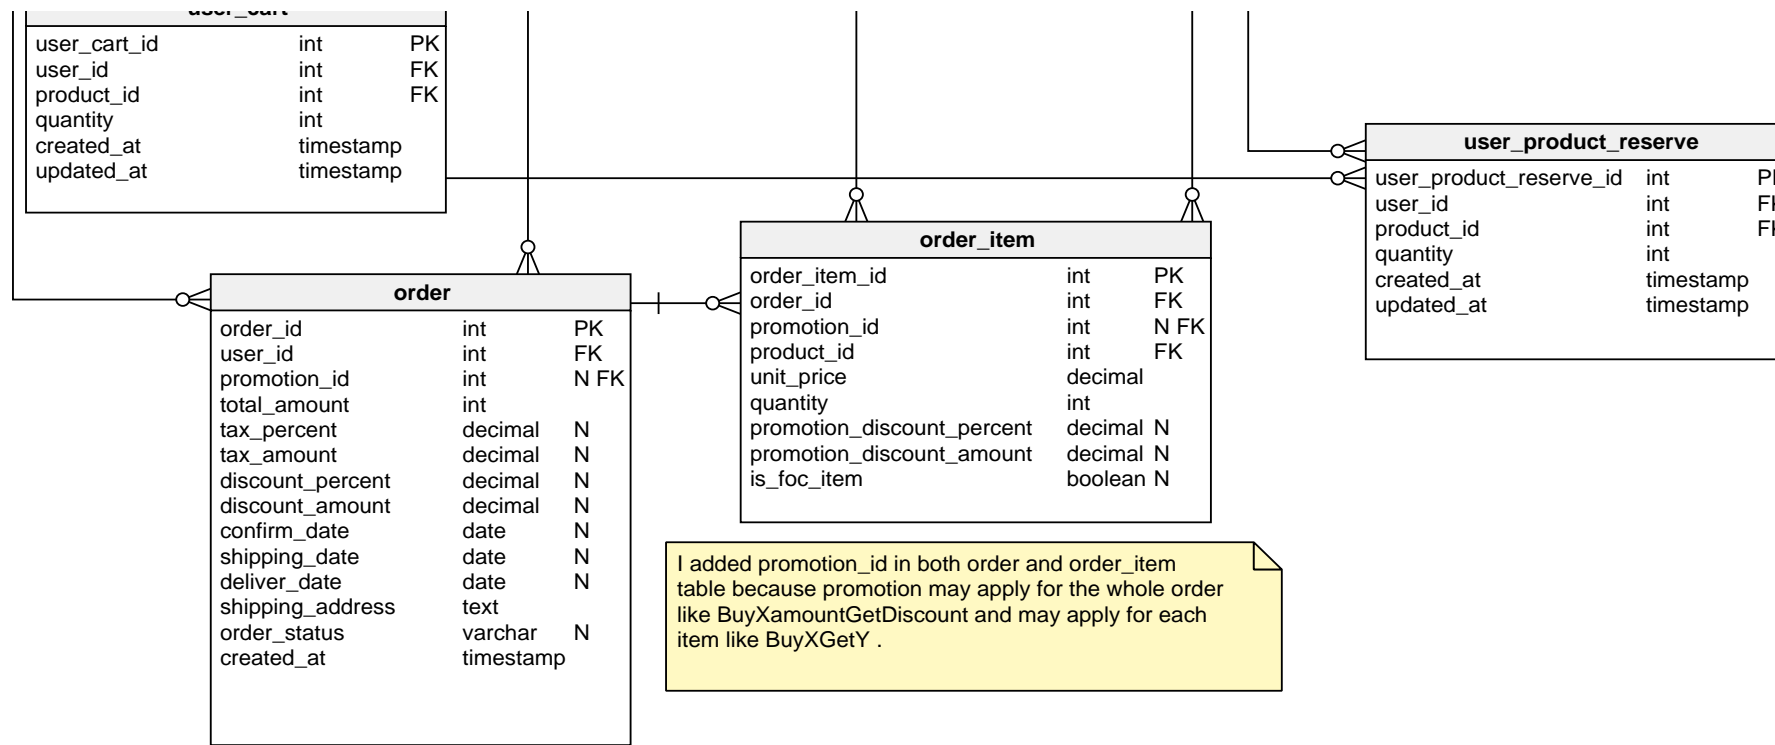 user_cart
user_cart_id int PK
user_id int FK
product_id int FK
quantity int
created_at timestamp
updated_at timestamp
order
order_id int PK
user_id int FK
promotion_id int N FK
total_amount int
tax_percent decimal N
tax_amount decimal N
discount_percent decimal N
discount_amount decimal N
confirm_date date N
shipping_date date N
deliver_date date N
shipping_address text
order_status varchar N
created_at timestamp
order_item
order_item_id int PK
order_id int FK
promotion_id int N FK
product_id int FK
unit_price decimal
quantity int
promotion_discount_percent decimal N
promotion_discount_amount decimal N
is_foc_item boolean N
I added promotion_id in both order and order_item
table because promotion may apply for the whole order
like BuyXamountGetDiscount and may apply for each
item like BuyXGetY .
user_product_reserve
user_product_reserve_id int
user_id int
product_id int
quantity int
created_at timestamp
updated_at timestamp